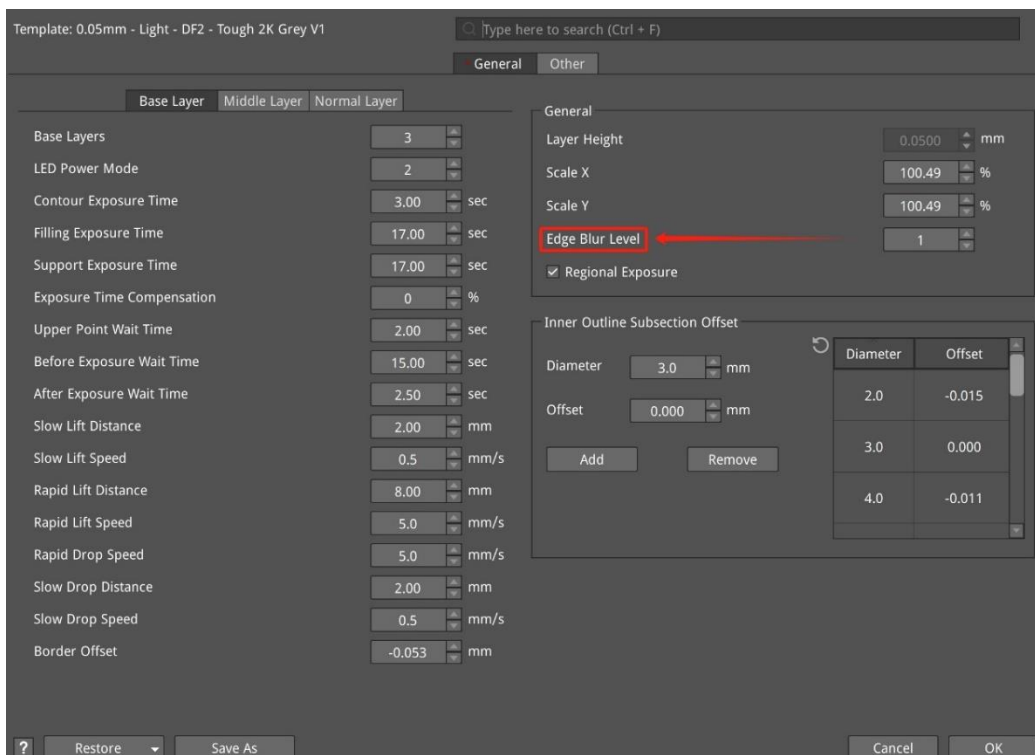 Template: 0.05mm - Light - DF2 - Tough 2K Grey V1
Type here to search (Ctrl + F)
General Other
Base Layer Middle Layer Normal Layer
Base Layers 3
LED Power Mode 2
Contour Exposure Time 3.00 sec
Filling Exposure Time 17.00 sec
Support Exposure Time 17.00 sec
Exposure Time Compensation 0 %
Upper Point Wait Time 2.00 sec
Before Exposure Wait Time 15.00 sec
After Exposure Wait Time 2.50 sec
Slow Lift Distance 2.00 mm
Slow Lift Speed 0.5 mm/s
Rapid Lift Distance 8.00 mm
Rapid Lift Speed 5.0 mm/s
Rapid Drop Speed 5.0 mm/s
Slow Drop Distance 2.00 mm
Slow Drop Speed 0.5 mm/s
Border Offset -0.053 mm
General
Layer Height 0.0500 mm
Scale X 100.49 %
Scale Y 100.49 %
Edge Blur Level 1
Regional Exposure
Inner Outline Subsection Offset
Diameter 3.0 mm
Offset 0.000 mm
Add Remove
Diameter Offset
2.0 -0.015
3.0 0.000
4.0 -0.011
? Restore Save As Cancel OK